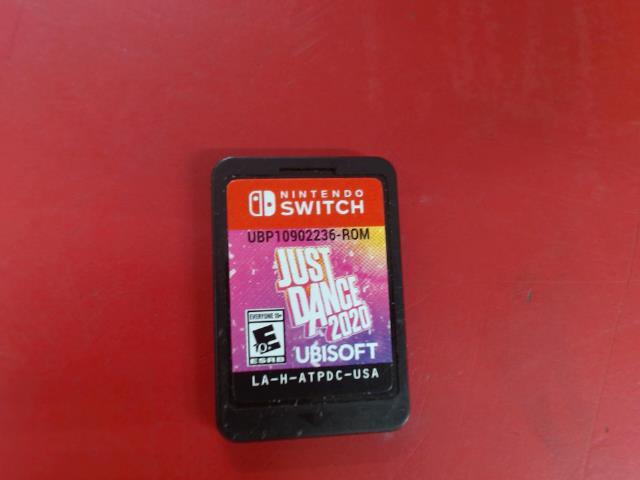 NINTENDO
SWITCH
UBP10902236-ROM
JUST
DANCE
2020
EVERYONE 10+
E
10+
ESRB
UBISOFT
LA-H-ATPDC-USA